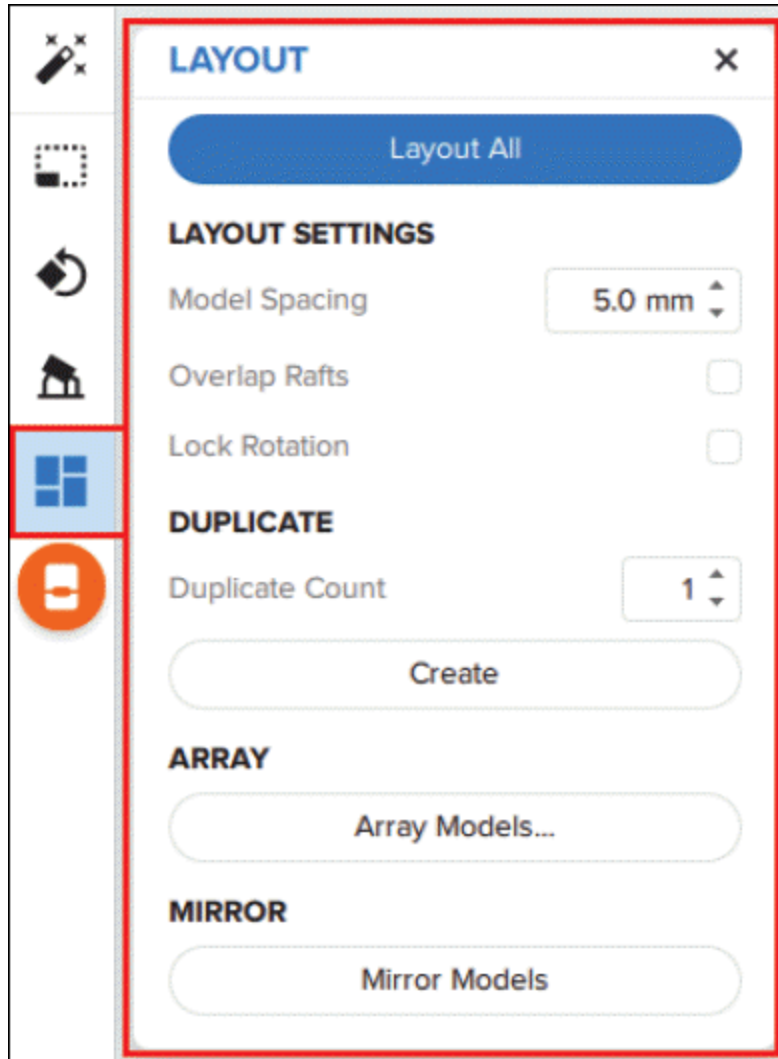 LAYOUT
Layout All
LAYOUT SETTINGS
Model Spacing 5.0 mm
Overlap Rafts
Lock Rotation
DUPLICATE
Duplicate Count 1
Create
ARRAY
Array Models...
MIRROR
Mirror Models